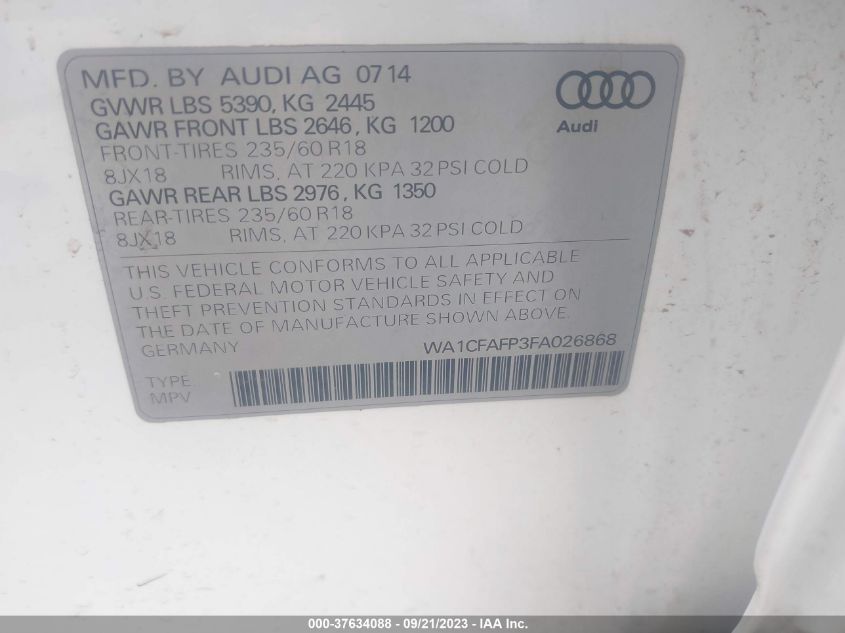 MFD. BY AUDI AG 07 14
GVWR LBS 5390, KG 2445
GAWR FRONT LBS 2646, KG 1200
FRONT-TIRES 235/60 R18
8JX18 RIMS, AT 220 KPA 32 PSI COLD
GAWR REAR LBS 2976, KG 1350
REAR-TIRES 235/60 R18
8JX18 RIMS, AT 220 KPA 32 PSI COLD
Audi
THIS VEHICLE CONFORMS TO ALL APPLICABLE
U.S. FEDERAL MOTOR VEHICLE SAFETY AND
THEFT PREVENTION STANDARDS IN EFFECT ON
THE DATE OF MANUFACTURE SHOWN ABOVE.
GERMANY WA1CFAFP3FA026868
TYPE
MPV
000-37634088 - 09/21/2023 - Copyright IAA, Inc.